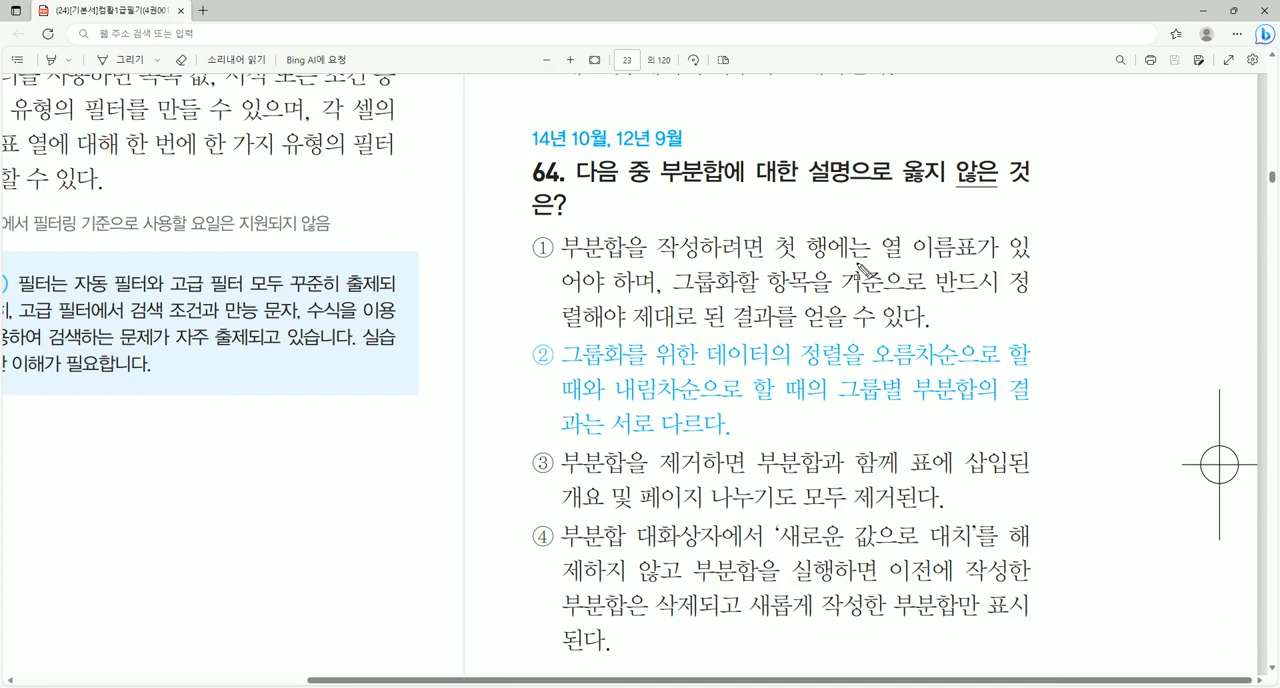 (24)[기본서]컴활1급필기(4권001
웹 주소 검색 또는 입력
그리기
소리내어 읽기
Bing AI에 요청
23
의 120
유형의 필터를 만들 수 있으며, 각 셀의
표 열에 대해 한 번에 한 가지 유형의 필터
할 수 있다.
에서 필터링 기준으로 사용할 요일은 지원되지 않음
필터는 자동 필터와 고급 필터 모두 꾸준히 출제되
고급 필터에서 검색 조건과 만능 문자, 수식을 이용
용하여 검색하는 문제가 자주 출제되고 있습니다. 실습
이해가 필요합니다.
14년 10월, 12년 9월
64. 다음 중 부분합에 대한 설명으로 옳지 않은 것
은?
① 부분합을 작성하려면 첫 행에는 열 이름표가 있
어야 하며, 그룹화할 항목을 기준으로 반드시 정
렬해야 제대로 된 결과를 얻을 수 있다.
② 그룹화를 위한 데이터의 정렬을 오름차순으로 할
때와 내림차순으로 할 때의 그룹별 부분합의 결
과는 서로 다르다.
③ 부분합을 제거하면 부분합과 함께 표에 삽입된
개요 및 페이지 나누기도 모두 제거된다.
④ 부분합 대화상자에서 ‘새로운 값으로 대치’를 해
제하지 않고 부분합을 실행하면 이전에 작성한
부분합은 삭제되고 새롭게 작성한 부분합만 표시
된다.